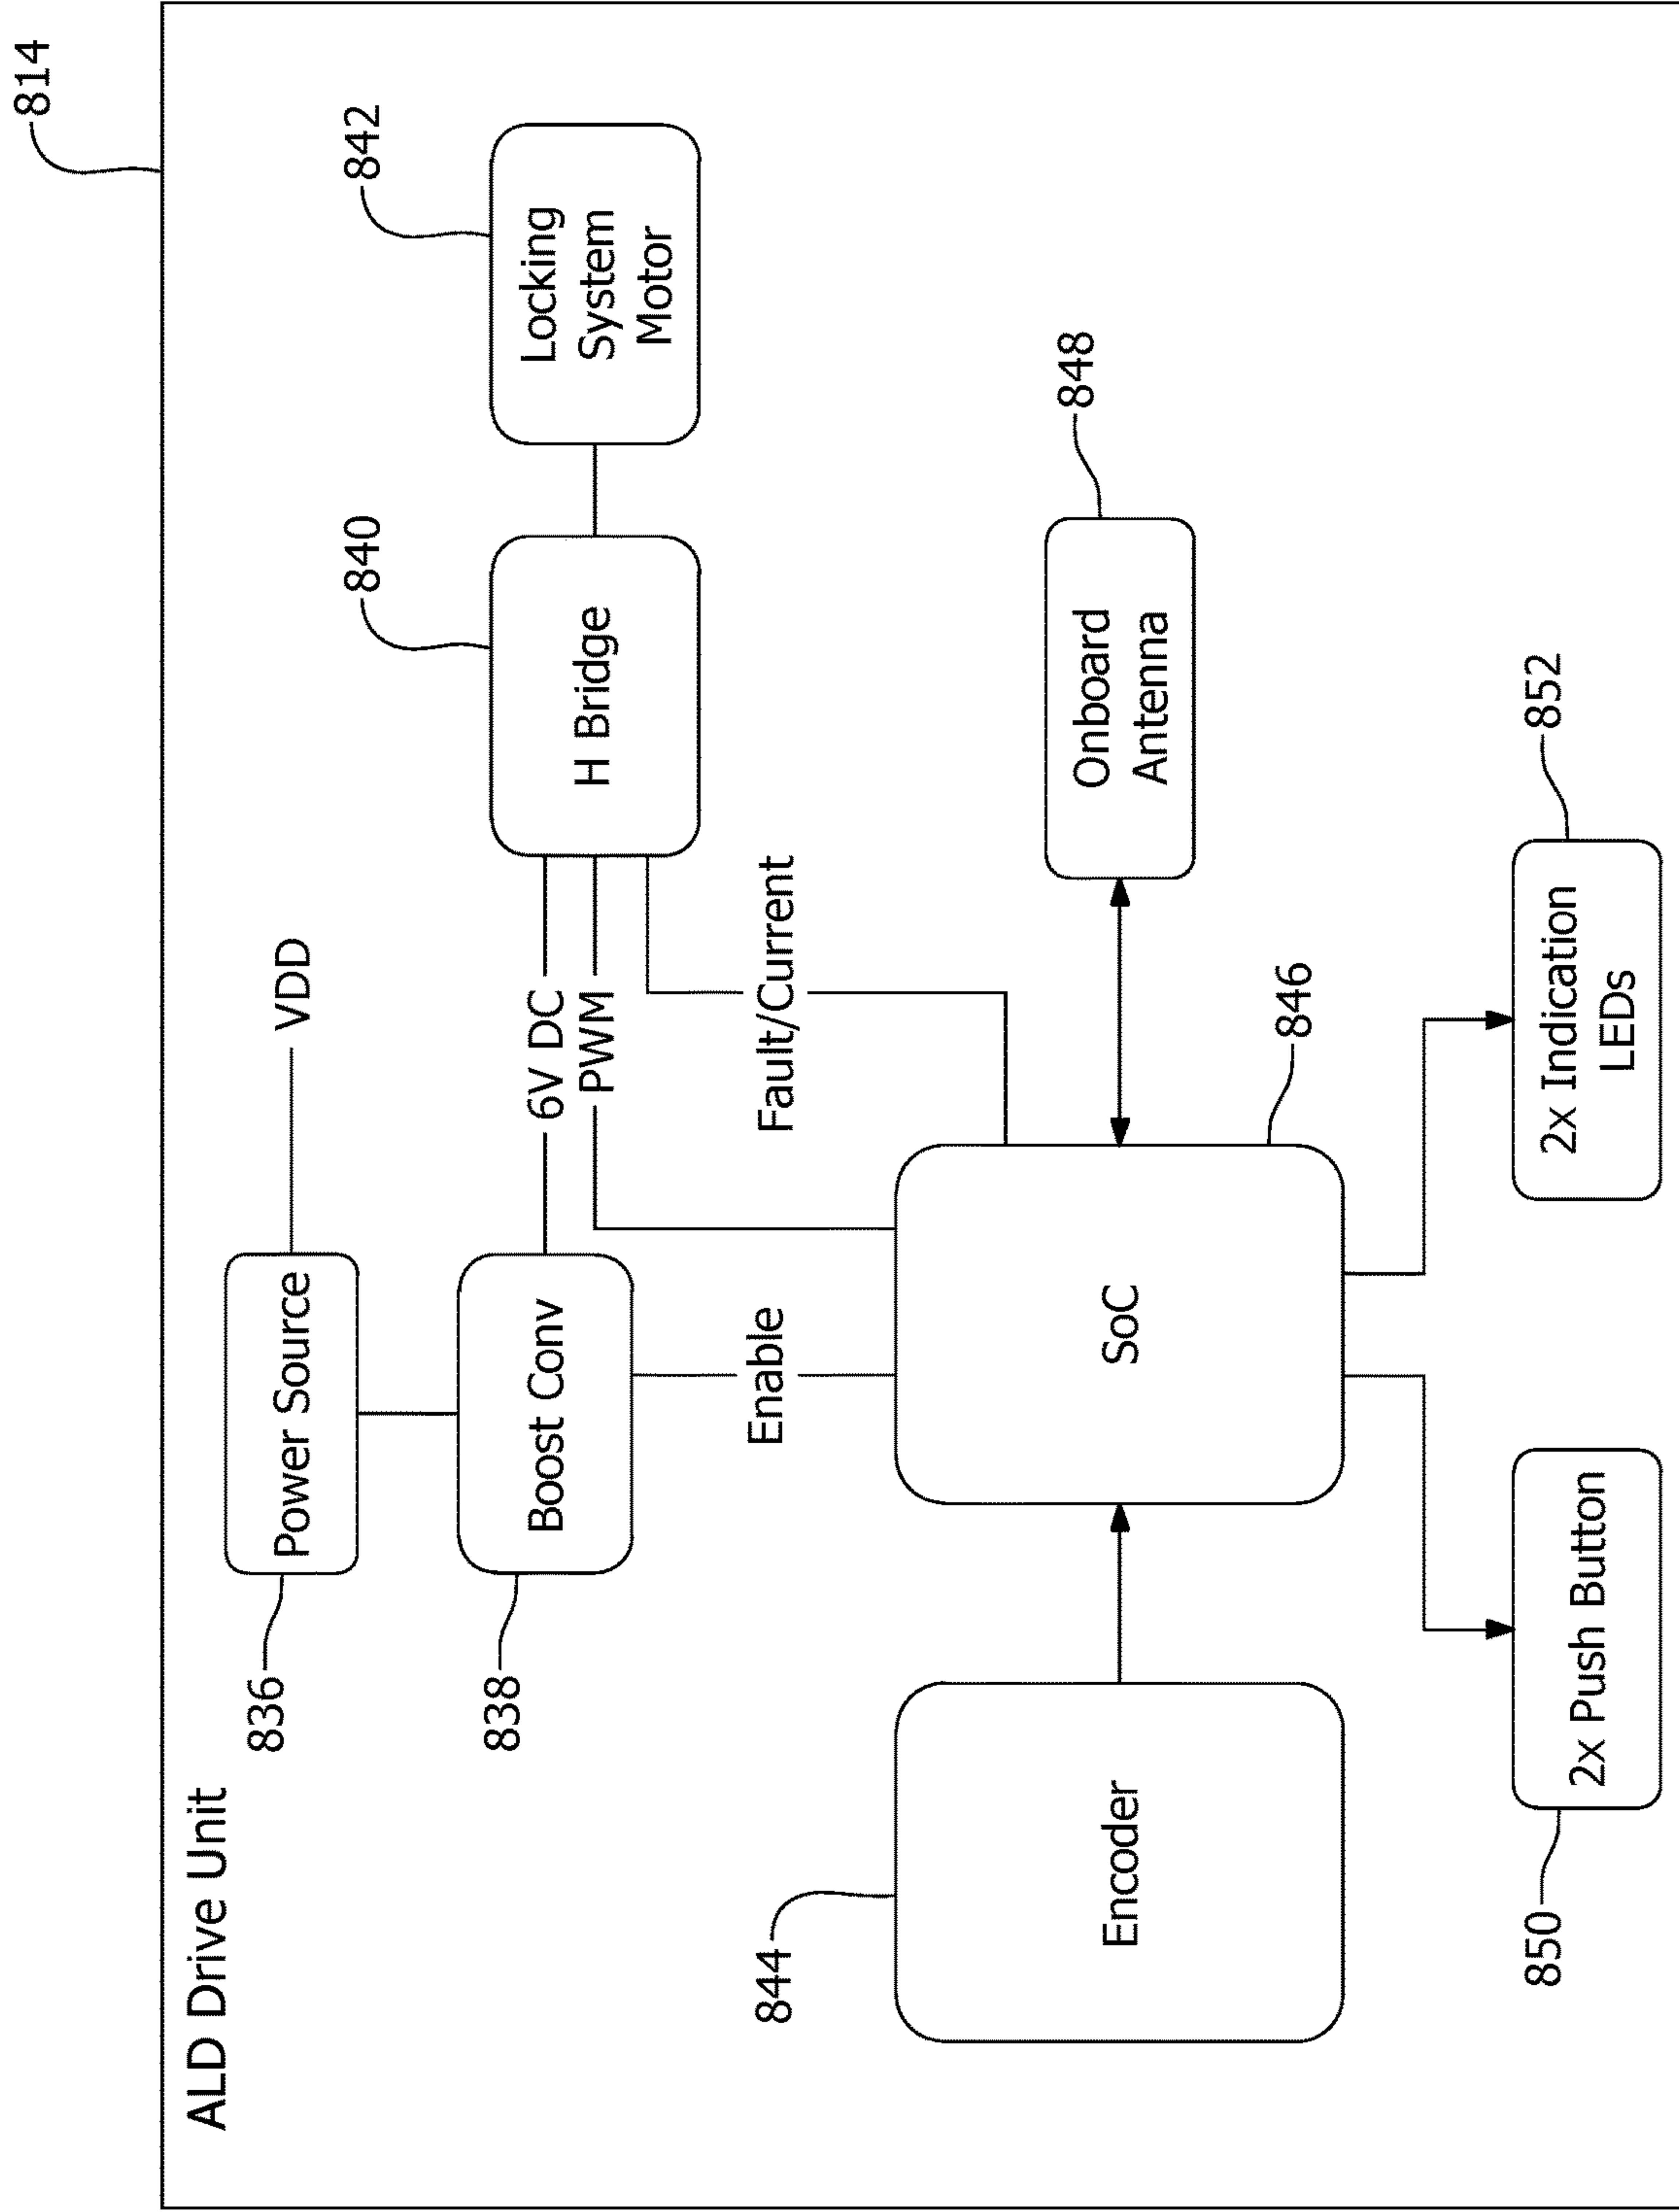 814
ALD Drive Unit
836
Power Source
VDD
838
Boost Conv
6V DC
PWM
840
H Bridge
842
Locking
System
Motor
Enable
Fault/Current
844
Encoder
SoC
846
848
Onboard
Antenna
850
2x Push Button
2x Indication
LEDs
852